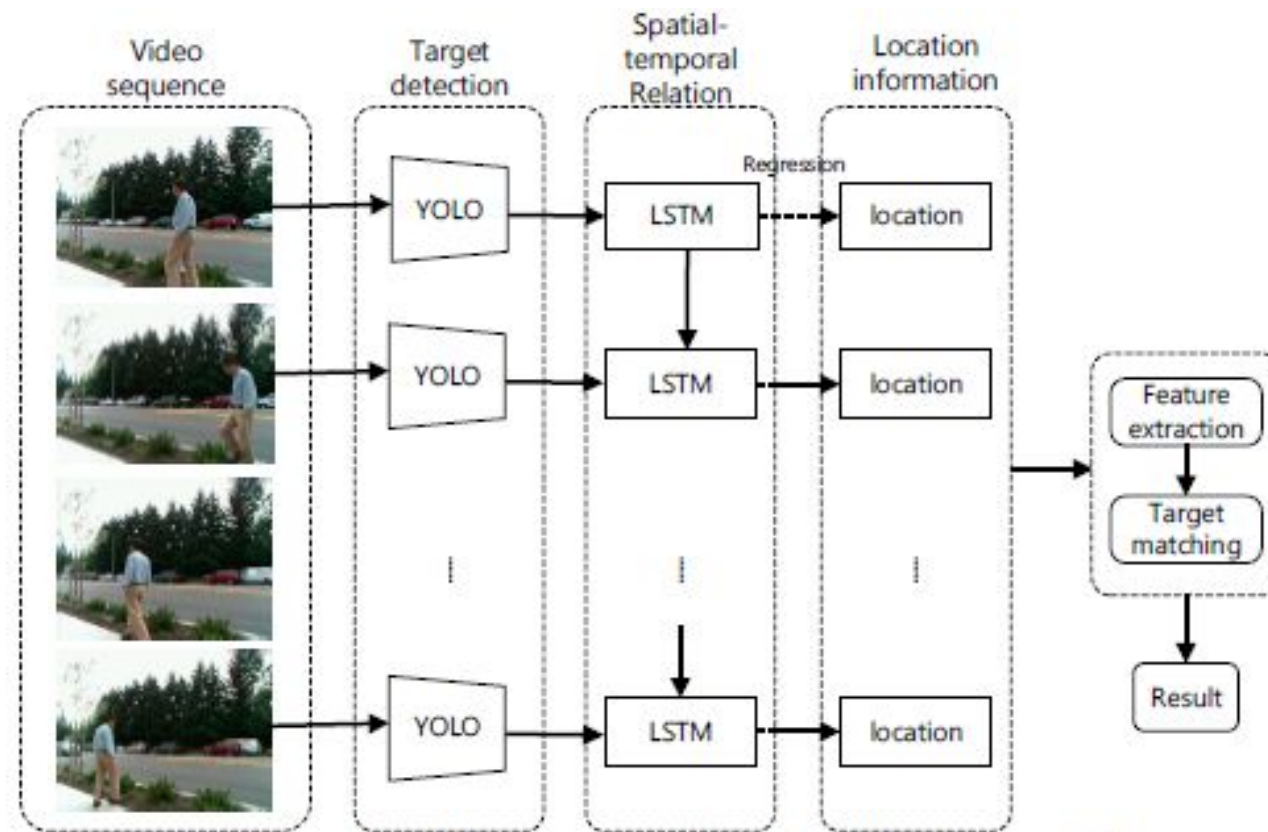 Video
sequence
Target
detection
Spatial-
temporal
Relation
Location
information
YOLO
LSTM
Regression
location
YOLO
LSTM
location
Feature
extraction
Target
matching
YOLO
LSTM
location
Result